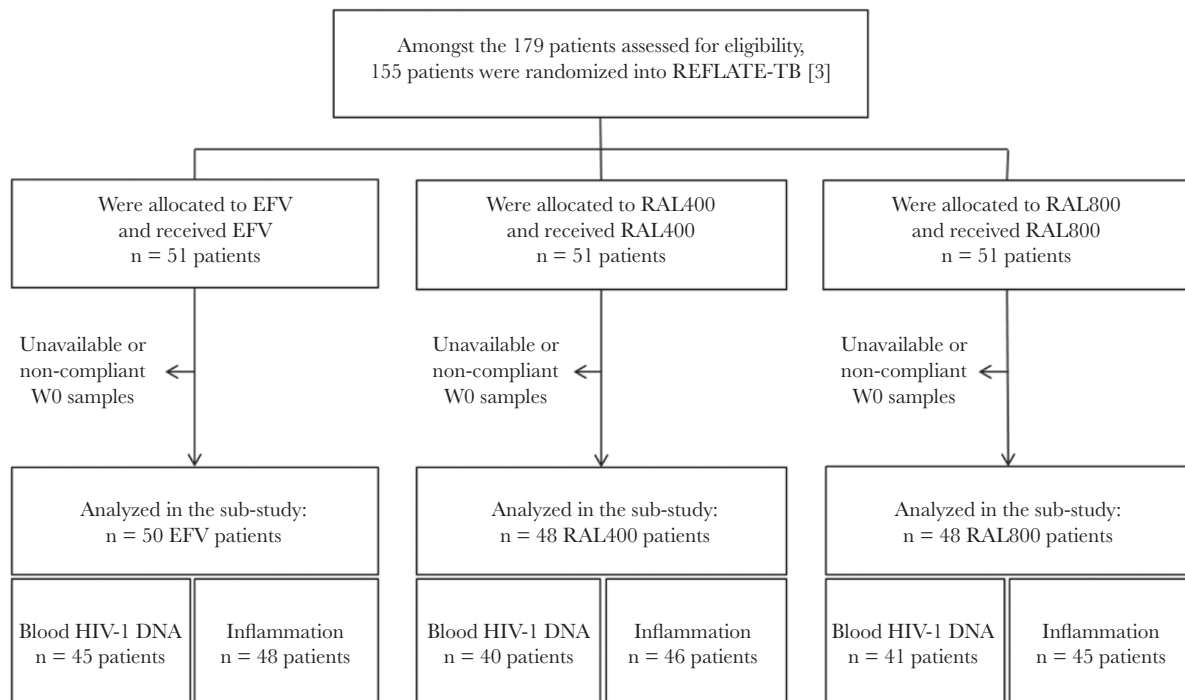 Amongst the 179 patients assessed for eligibility,
155 patients were randomized into REFLATE-TB [3]
Were allocated to EFV
and received EFV
n = 51 patients
Were allocated to RAL400
and received RAL400
n = 51 patients
Were allocated to RAL800
and received RAL800
n = 51 patients
Unavailable or
non-compliant
W0 samples
Unavailable or
non-compliant
W0 samples
Unavailable or
non-compliant
W0 samples
Analyzed in the sub-study:
n = 50 EFV patients
Analyzed in the sub-study:
n = 48 RAL400 patients
Analyzed in the sub-study:
n = 48 RAL800 patients
Blood HIV-1 DNA
n = 45 patients
Inflammation
n = 48 patients
Blood HIV-1 DNA
n = 40 patients
Inflammation
n = 46 patients
Blood HIV-1 DNA
n = 41 patients
Inflammation
n = 45 patients